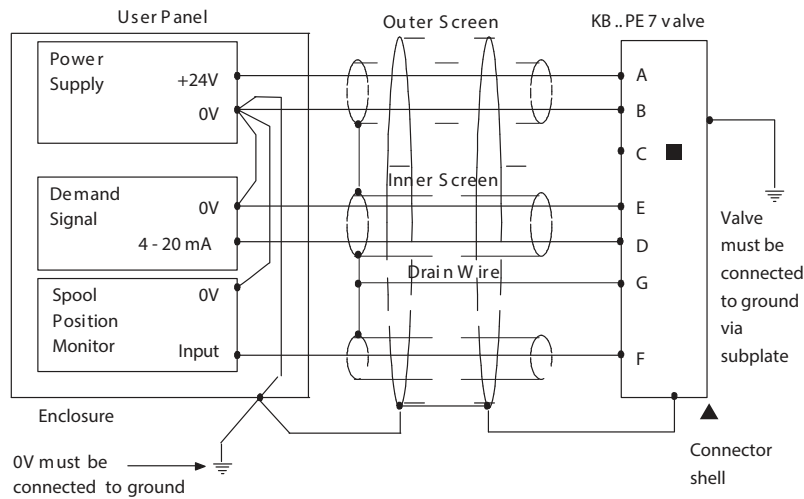 User Panel
Outer Screen
KB .. PE 7 valve
Power
Supply
+24V
0V
A
B
C
Inner Screen
Demand
Signal
0V
4 - 20 mA
E
D
Drain Wire
G
Spool
Position
Monitor
0V
Input
F
Valve
must be
connected
to ground
via
subplate
Enclosure
0V must be
connected to ground
Connector
shell